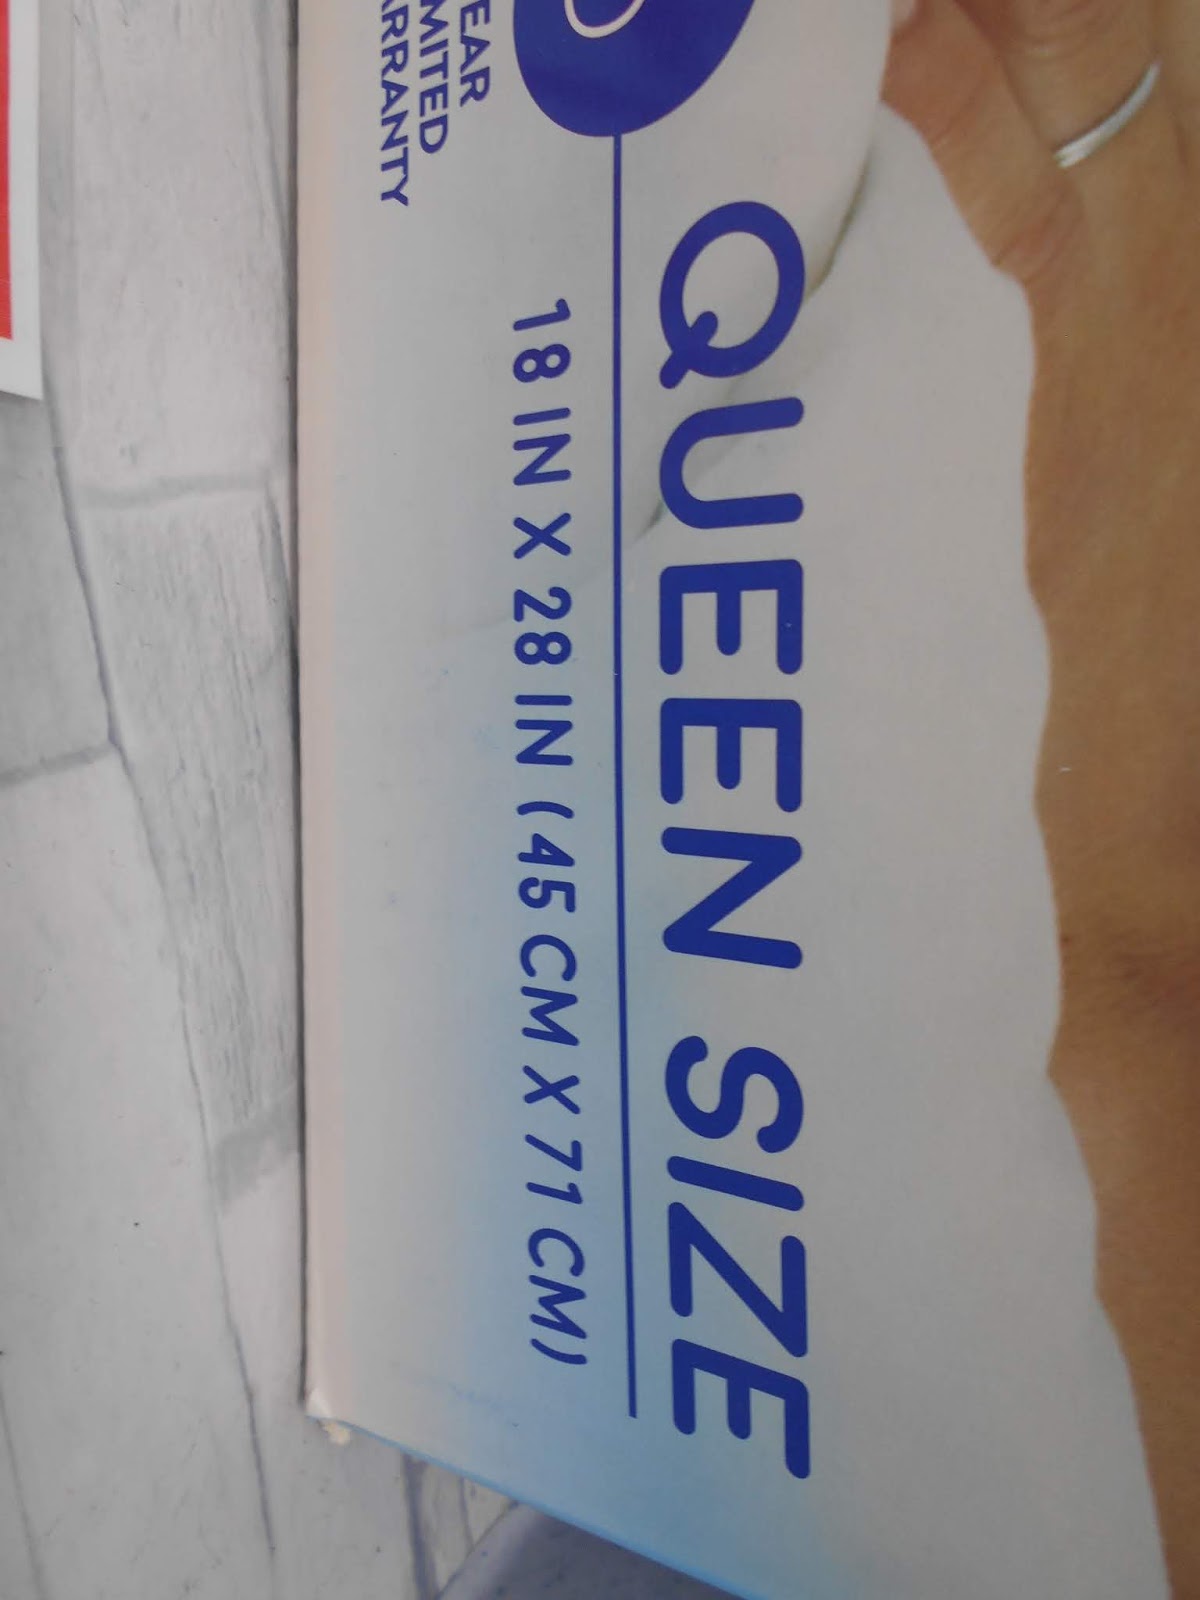 QUEEN SIZE
18 IN X 28 IN (45 CM X 71 CM)